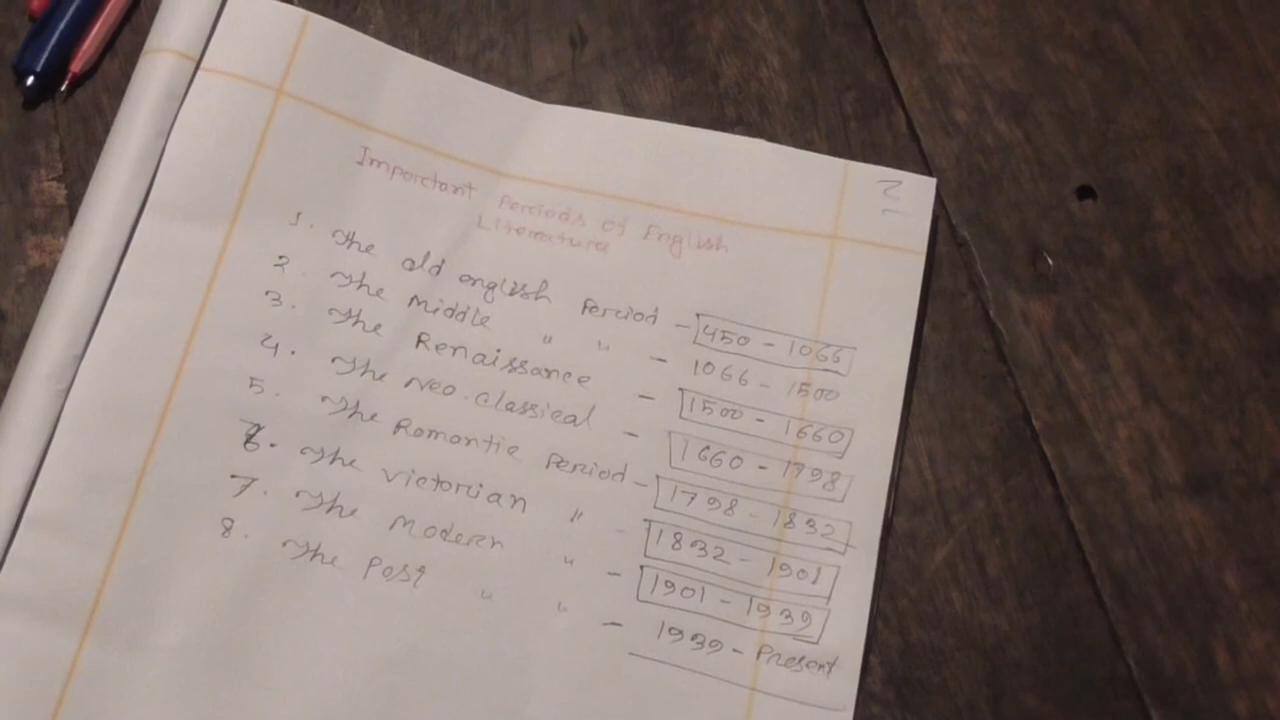 2
Important Periods of English
Literature
1. The old english Period - 450 - 1066
2. The Middle " " - 1066 - 1500
3. The Renaissance - 1500 - 1660
4. The Neo. Classical - 1660 - 1798
5. The Romantic Period - 1798 - 1832
6. The Victorian " - 1832 - 1901
7. The Modern " - 1901 - 1939
8. The Post " " - 1939 - Present